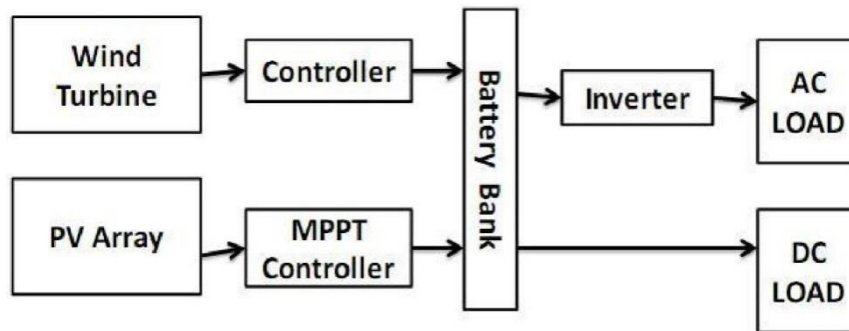 Wind
Turbine
Controller
Battery Bank
Inverter
AC
LOAD
PV Array
MPPT
Controller
DC
LOAD